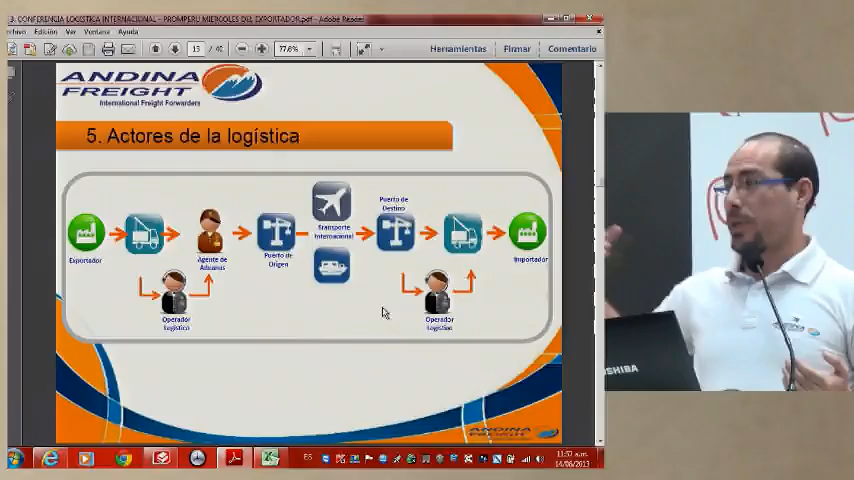 3. CONFERENCIA LOGISTICA INTERNACIONAL - PROMPERU MIERCOLES DEL EXPORTADOR.pdf - Adobe Reader
Edición Ver Ventana Ayuda
13 77,6% Herramientas Firmar Comentario
ANDINA
FREIGHT
International Freight Forwarders
5. Actores de la logística
Exportador
Agente de
Aduanas
Puerto de
Origen
Transporte
Internacional
Puerto de
Destino
Importador
Operador
Logístico
Operador
Logístico
ANDINA
FREIGHT
TOSHIBA
ES
11:57 a.m.
14/08/2013